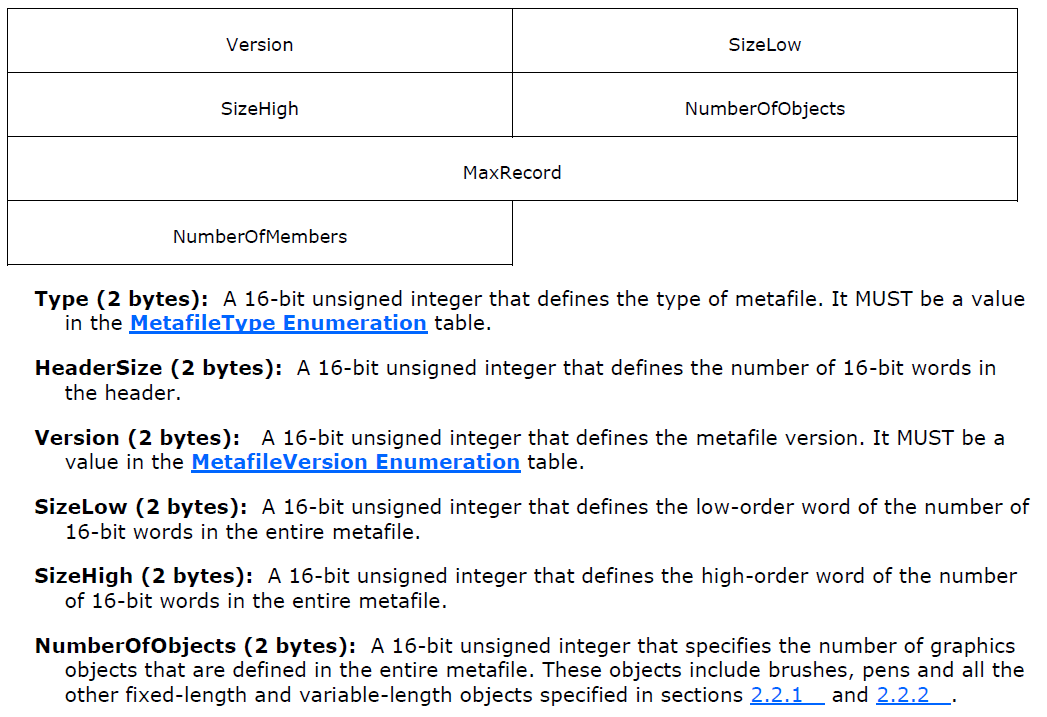 Version SizeLow
SizeHigh NumberOfObjects
MaxRecord
NumberOfMembers
Type (2 bytes): A 16-bit unsigned integer that defines the type of metafile. It MUST be a value
in the MetafileType Enumeration table.
HeaderSize (2 bytes): A 16-bit unsigned integer that defines the number of 16-bit words in
the header.
Version (2 bytes): A 16-bit unsigned integer that defines the metafile version. It MUST be a
value in the MetafileVersion Enumeration table.
SizeLow (2 bytes): A 16-bit unsigned integer that defines the low-order word of the number of
16-bit words in the entire metafile.
SizeHigh (2 bytes): A 16-bit unsigned integer that defines the high-order word of the number
of 16-bit words in the entire metafile.
NumberOfObjects (2 bytes): A 16-bit unsigned integer that specifies the number of graphics
objects that are defined in the entire metafile. These objects include brushes, pens and all the
other fixed-length and variable-length objects specified in sections 2.2.1 and 2.2.2 .